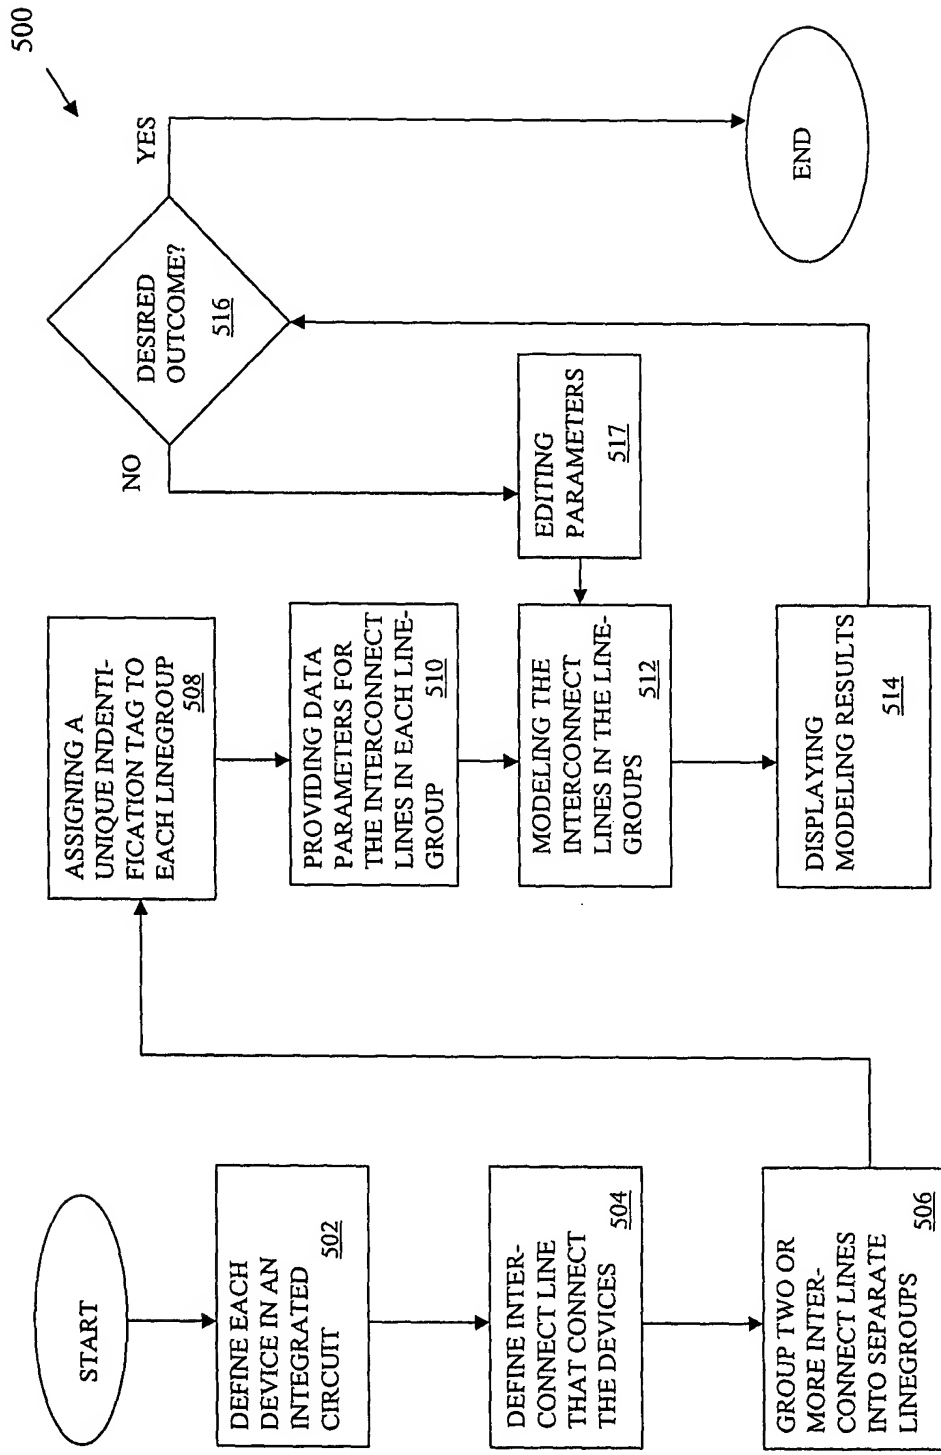 500
START
DEFINE EACH
DEVICE IN AN
INTEGRATED
CIRCUIT
502
DEFINE INTER-
CONNECT LINE
THAT CONNECT
THE DEVICES
504
GROUP TWO OR
MORE INTER-
CONNECT LINES
INTO SEPARATE
LINEGROUPS
506
ASSIGNING A
UNIQUE INDENTI-
FICATION TAG TO
EACH LINEGROUP
508
PROVIDING DATA
PARAMETERS FOR
THE INTERCONNECT
LINES IN EACH LINE-
GROUP
510
MODELING THE
INTERCONNECT
LINES IN THE LINE-
GROUPS
512
DISPLAYING
MODELING RESULTS
514
DESIRED
OUTCOME?
516
NO
EDITING
PARAMETERS
517
YES
END